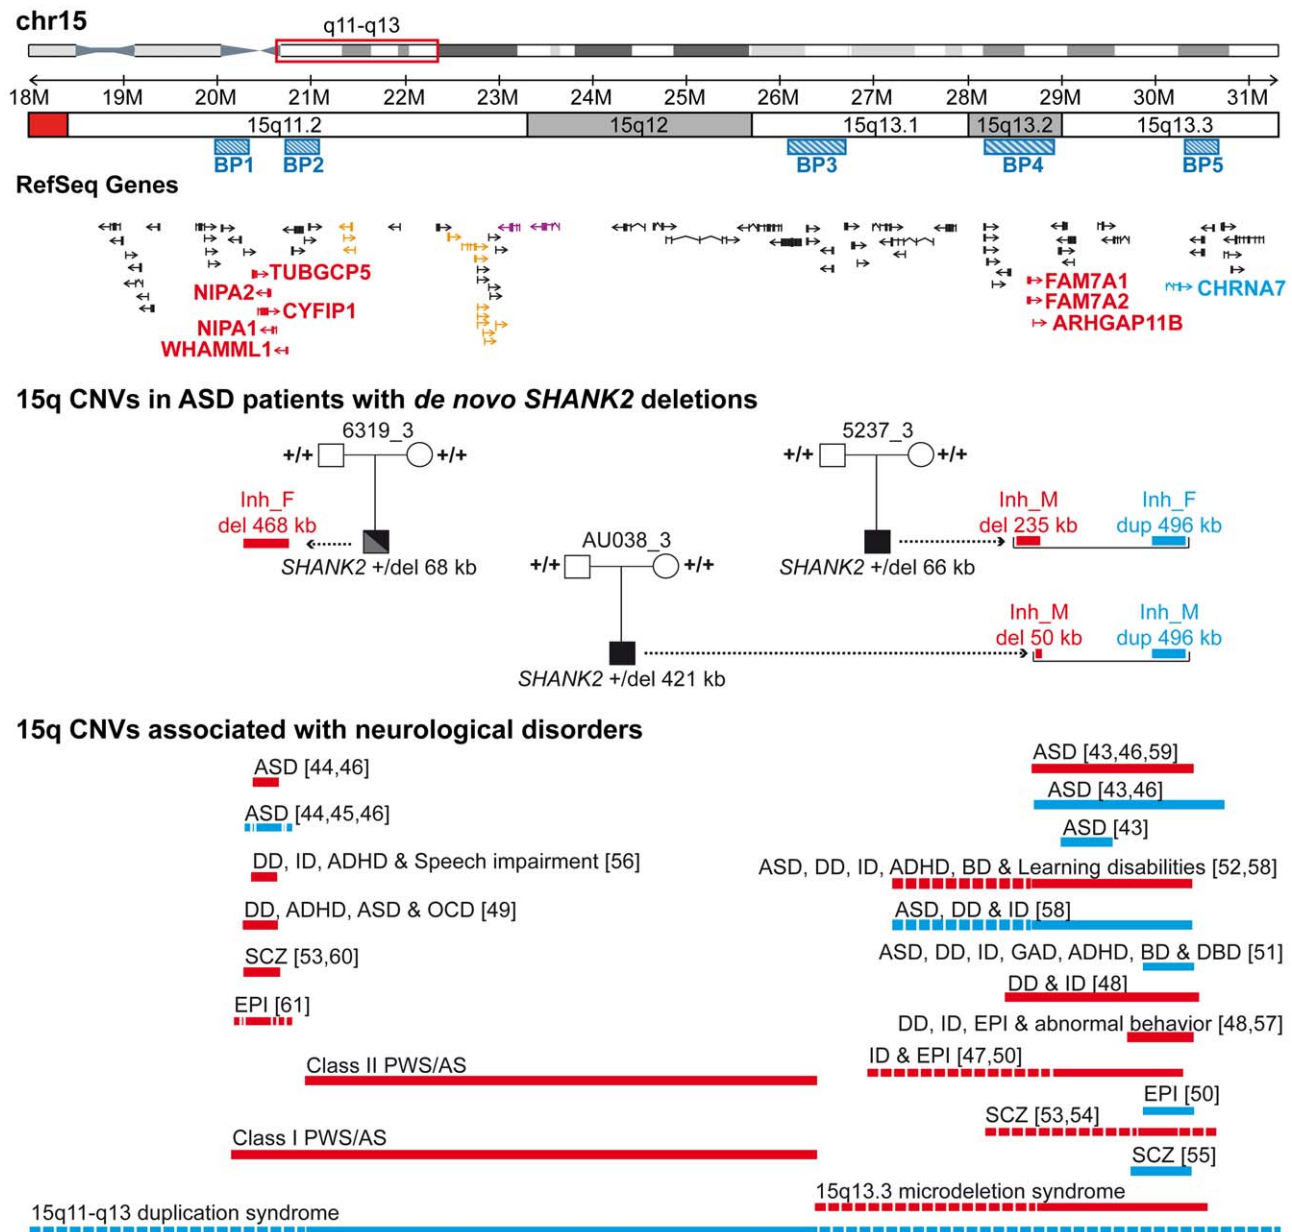 chr15
q11-q13
18M 19M 20M 21M 22M 23M 24M 25M 26M 27M 28M 29M 30M 31M
15q11.2 15q12 15q13.1 15q13.2 15q13.3
BP1 BP2 BP3 BP4 BP5
RefSeq Genes
TUBGCP5
NIPA2
CYFIP1
NIPA1
WHAMML1
FAM7A1
FAM7A2
ARHGAP11B
CHRNA7
15q CNVs in ASD patients with de novo SHANK2 deletions
6319_3
+/+ +/+
Inh_F
del 468 kb
SHANK2 +/del 68 kb
5237_3
+/+ +/+
Inh_M Inh_F
del 235 kb dup 496 kb
SHANK2 +/del 66 kb
AU038_3
+/+ +/+
Inh_M Inh_M
del 50 kb dup 496 kb
SHANK2 +/del 421 kb
15q CNVs associated with neurological disorders
ASD [44,46]
ASD [44,45,46]
DD, ID, ADHD & Speech impairment [56]
DD, ADHD, ASD & OCD [49]
SCZ [53,60]
EPI [61]
Class II PWS/AS
Class I PWS/AS
15q11-q13 duplication syndrome
ASD [43,46,59]
ASD [43,46]
ASD [43]
ASD, DD, ID, ADHD, BD & Learning disabilities [52,58]
ASD, DD & ID [58]
ASD, DD, ID, GAD, ADHD, BD & DBD [51]
DD & ID [48]
DD, ID, EPI & abnormal behavior [48,57]
ID & EPI [47,50]
EPI [50]
SCZ [53,54]
SCZ [55]
15q13.3 microdeletion syndrome